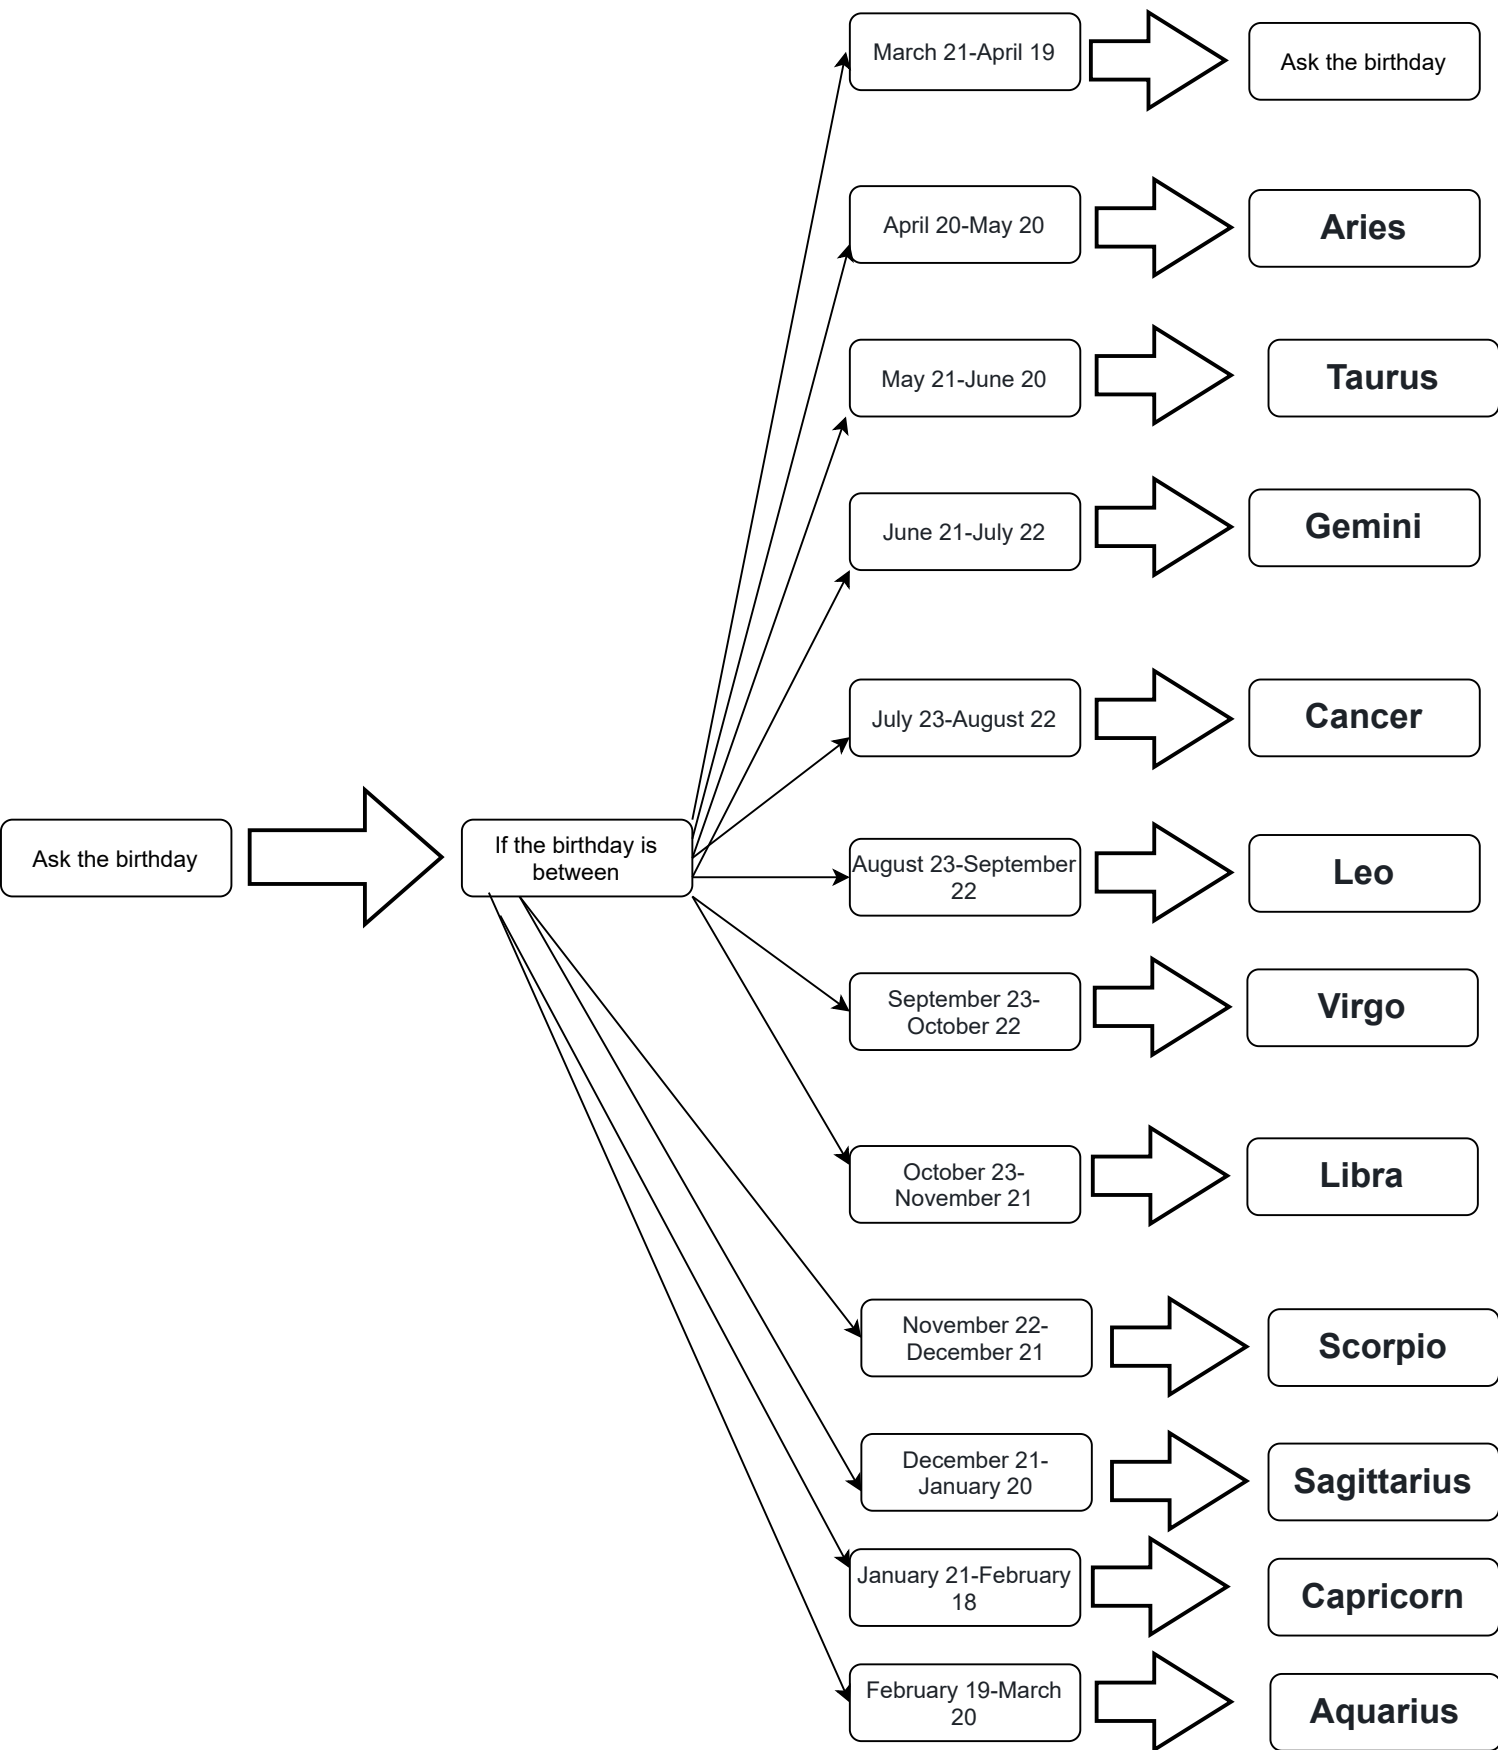 March 21-April 19
Ask the birthday
April 20-May 20
Aries
May 21-June 20
Taurus
June 21-July 22
Gemini
July 23-August 22
Cancer
Ask the birthday
If the birthday is
between
August 23-September
22
Leo
September 23-
October 22
Virgo
October 23-
November 21
Libra
November 22-
December 21
Scorpio
December 21-
January 20
Sagittarius
January 21-February
18
Capricorn
February 19-March
20
Aquarius